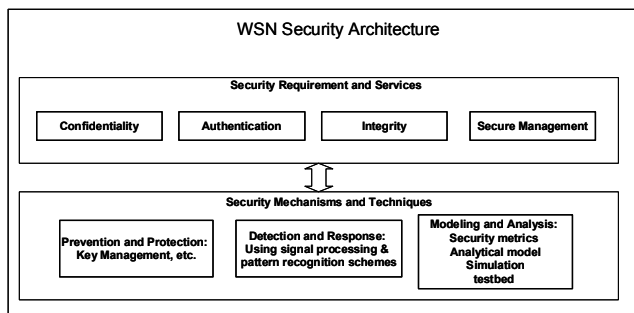 WSN Security Architecture
Security Requirement and Services
Confidentiality
Authentication
Integrity
Secure Management
Security Mechanisms and Techniques
Prevention and Protection:
Key Management, etc.
Detection and Response:
Using signal processing &
pattern recognition schemes
Modeling and Analysis:
Security metrics
Analytical model
Simulation
testbed